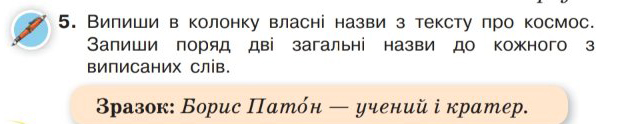 5. Випиши в колонку власні назви з тексту про космос.
Запиши поряд дві загальні назви до кожного з
виписаних слів.
Зразок: Борис Пато́н — учений і кратер.